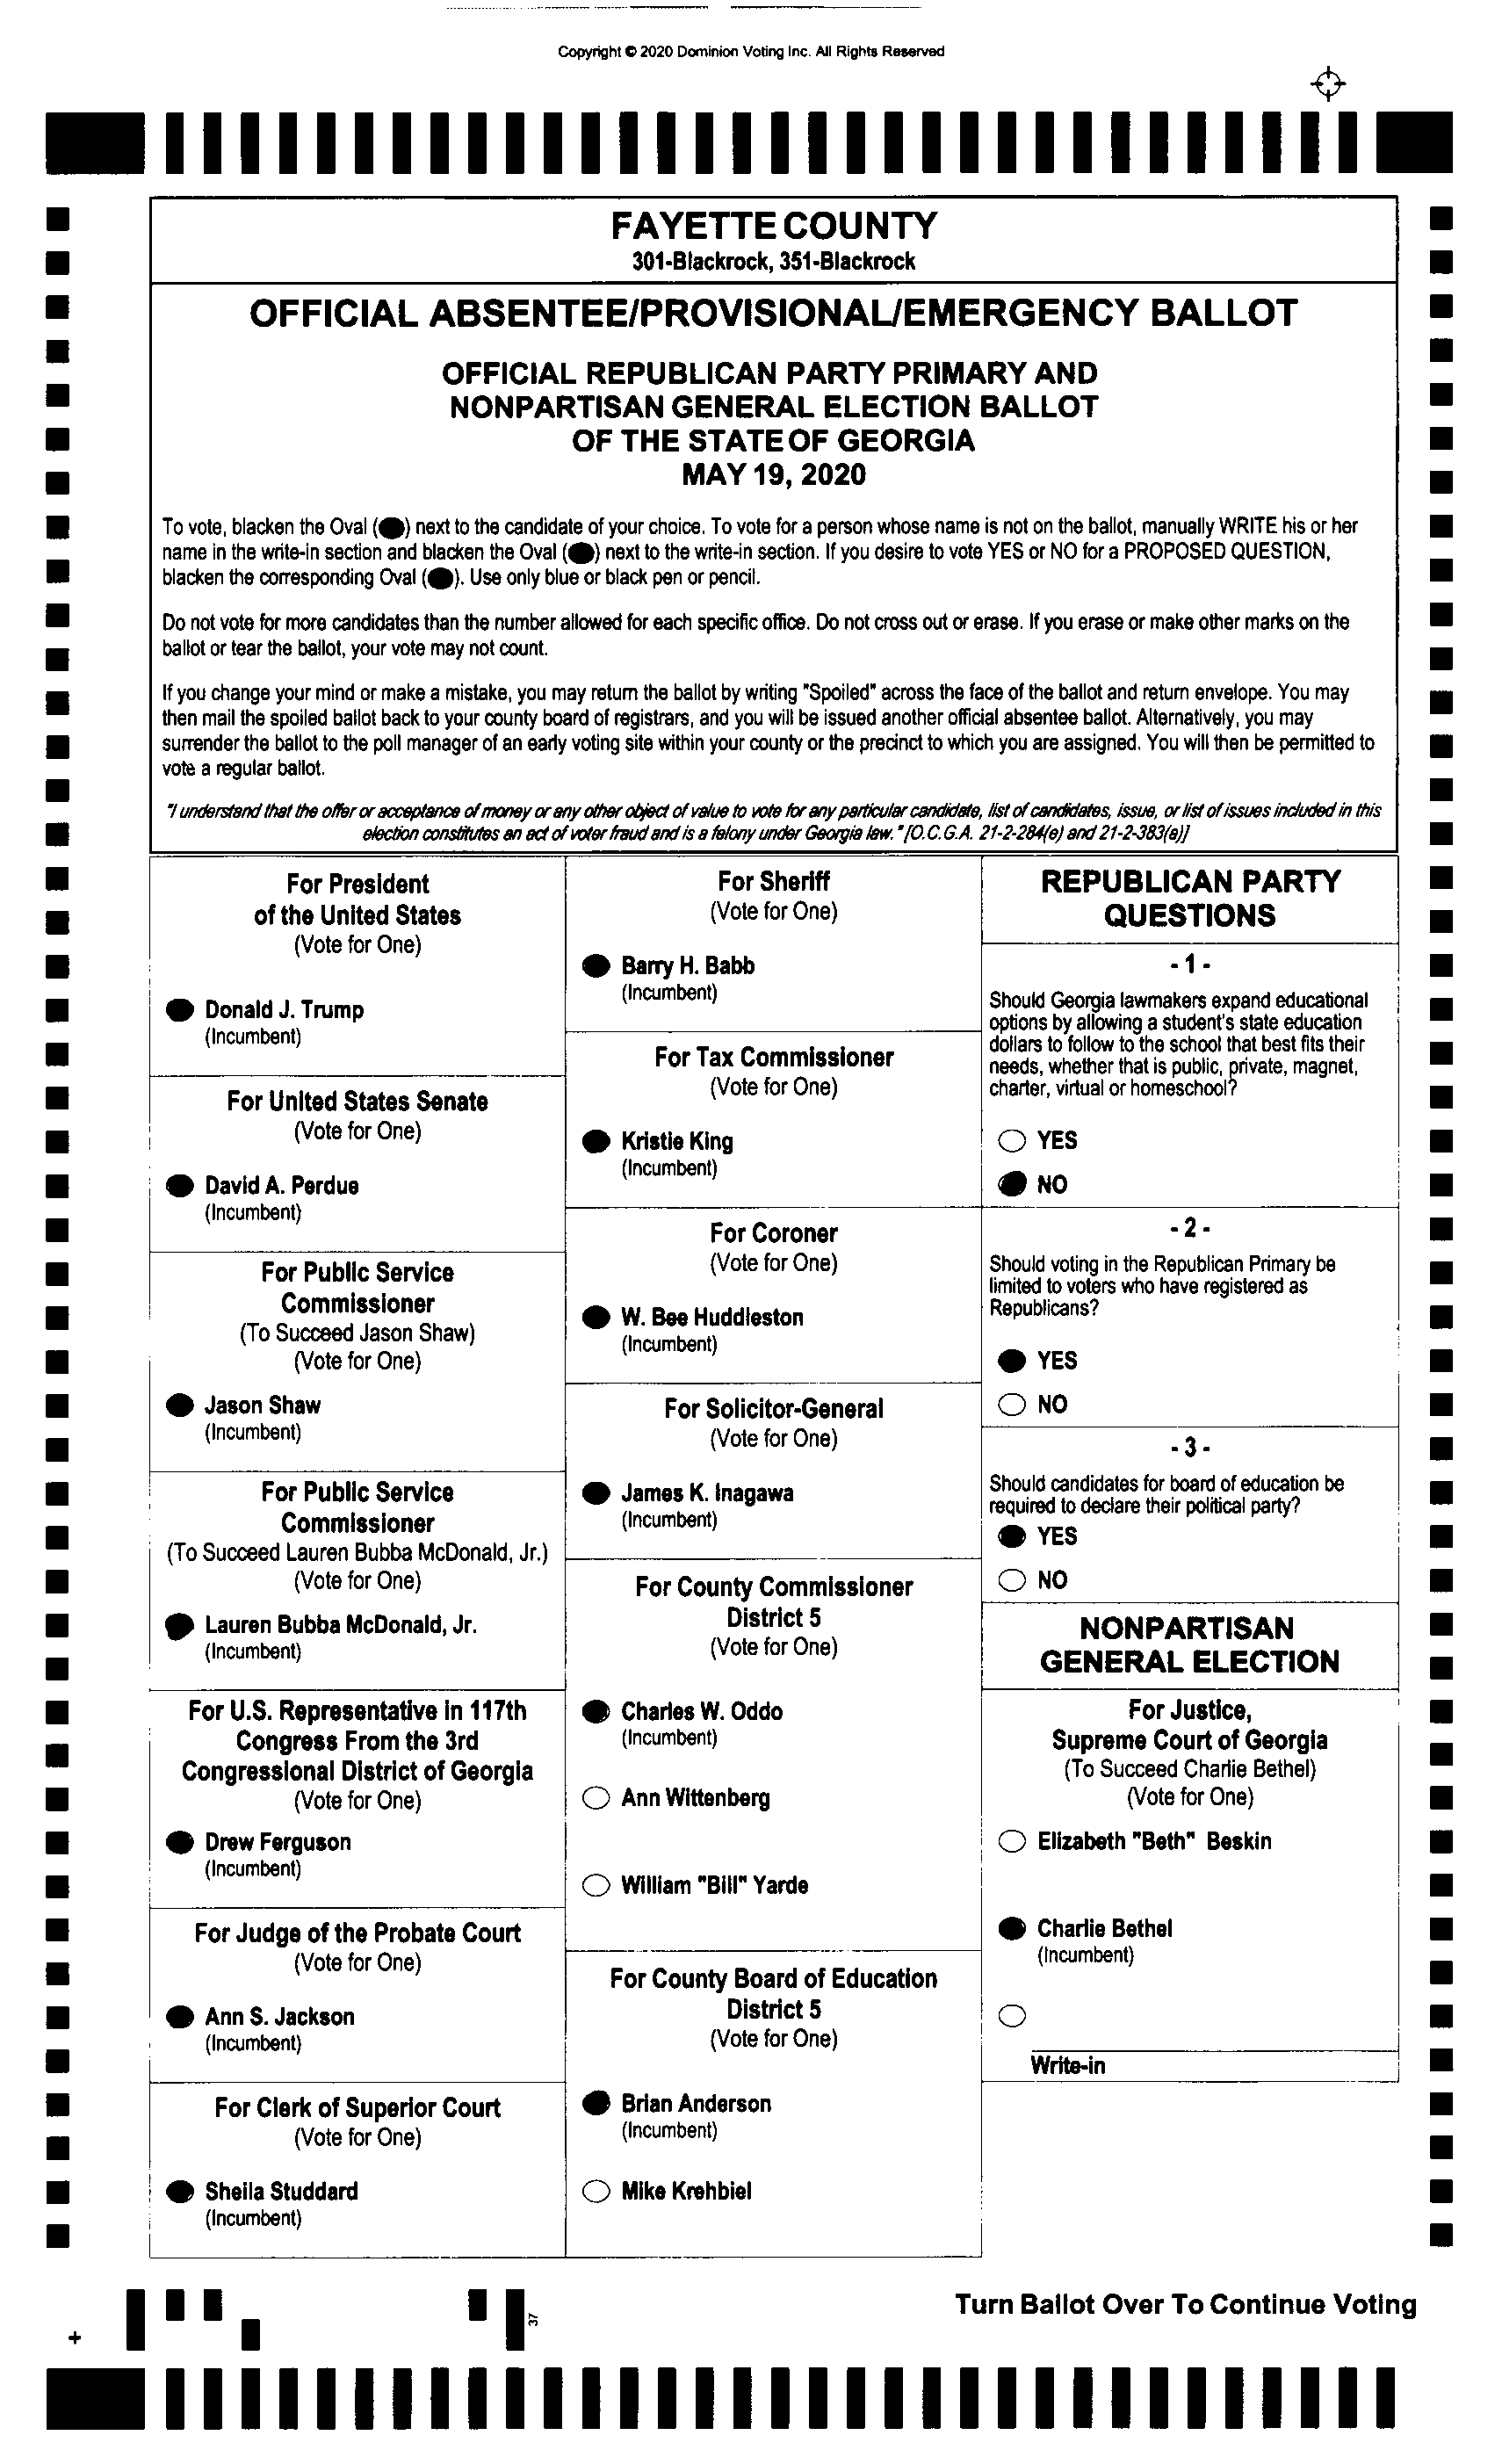 Copyright © 2020 Dominion Voting Inc. All Rights Reserved
FAYETTE COUNTY
301-Blackrock, 351-Blackrock
OFFICIAL ABSENTEE/PROVISIONAL/EMERGENCY BALLOT
OFFICIAL REPUBLICAN PARTY PRIMARY AND
NONPARTISAN GENERAL ELECTION BALLOT
OF THE STATE OF GEORGIA
MAY 19, 2020
To vote, blacken the Oval ( ) next to the candidate of your choice. To vote for a person whose name is not on the ballot, manually WRITE his or her
name in the write-in section and blacken the Oval ( ) next to the write-in section. If you desire to vote YES or NO for a PROPOSED QUESTION,
blacken the corresponding Oval ( ). Use only blue or black pen or pencil.
Do not vote for more candidates than the number allowed for each specific office. Do not cross out or erase. If you erase or make other marks on the
ballot or tear the ballot, your vote may not count.
If you change your mind or make a mistake, you may return the ballot by writing "Spoiled" across the face of the ballot and return envelope. You may
then mail the spoiled ballot back to your county board of registrars, and you will be issued another official absentee ballot. Alternatively, you may
surrender the ballot to the poll manager of an early voting site within your county or the precinct to which you are assigned. You will then be permitted to
vote a regular ballot.
"I understand that the offer or acceptance of money or any other object of value to vote for any particular candidate, list of candidates, issue, or list of issues included in this
election constitutes an act of voter fraud and is a felony under Georgia law." [O.C.G.A. 21-2-284(e) and 21-2-383(a)]
For President
of the United States
(Vote for One)
Donald J. Trump
(Incumbent)
For United States Senate
(Vote for One)
David A. Perdue
(Incumbent)
For Public Service
Commissioner
(To Succeed Jason Shaw)
(Vote for One)
Jason Shaw
(Incumbent)
For Public Service
Commissioner
(To Succeed Lauren Bubba McDonald, Jr.)
(Vote for One)
Lauren Bubba McDonald, Jr.
(Incumbent)
For U.S. Representative in 117th
Congress From the 3rd
Congressional District of Georgia
(Vote for One)
Drew Ferguson
(Incumbent)
For Judge of the Probate Court
(Vote for One)
Ann S. Jackson
(Incumbent)
For Clerk of Superior Court
(Vote for One)
Sheila Studdard
(Incumbent)
For Sheriff
(Vote for One)
Barry H. Babb
(Incumbent)
For Tax Commissioner
(Vote for One)
Kristie King
(Incumbent)
For Coroner
(Vote for One)
W. Bee Huddleston
(Incumbent)
For Solicitor-General
(Vote for One)
James K. Inagawa
(Incumbent)
For County Commissioner
District 5
(Vote for One)
Charles W. Oddo
(Incumbent)
Ann Wittenberg
William "Bill" Yarde
For County Board of Education
District 5
(Vote for One)
Brian Anderson
(Incumbent)
Mike Krehbiel
REPUBLICAN PARTY
QUESTIONS
- 1 -
Should Georgia lawmakers expand educational
options by allowing a student's state education
dollars to follow to the school that best fits their
needs, whether that is public, private, magnet,
charter, virtual or homeschool?
YES
NO
- 2 -
Should voting in the Republican Primary be
limited to voters who have registered as
Republicans?
YES
NO
- 3 -
Should candidates for board of education be
required to declare their political party?
YES
NO
NONPARTISAN
GENERAL ELECTION
For Justice,
Supreme Court of Georgia
(To Succeed Charlie Bethel)
(Vote for One)
Elizabeth "Beth" Beskin
Charlie Bethel
(Incumbent)
Write-in
Turn Ballot Over To Continue Voting
37